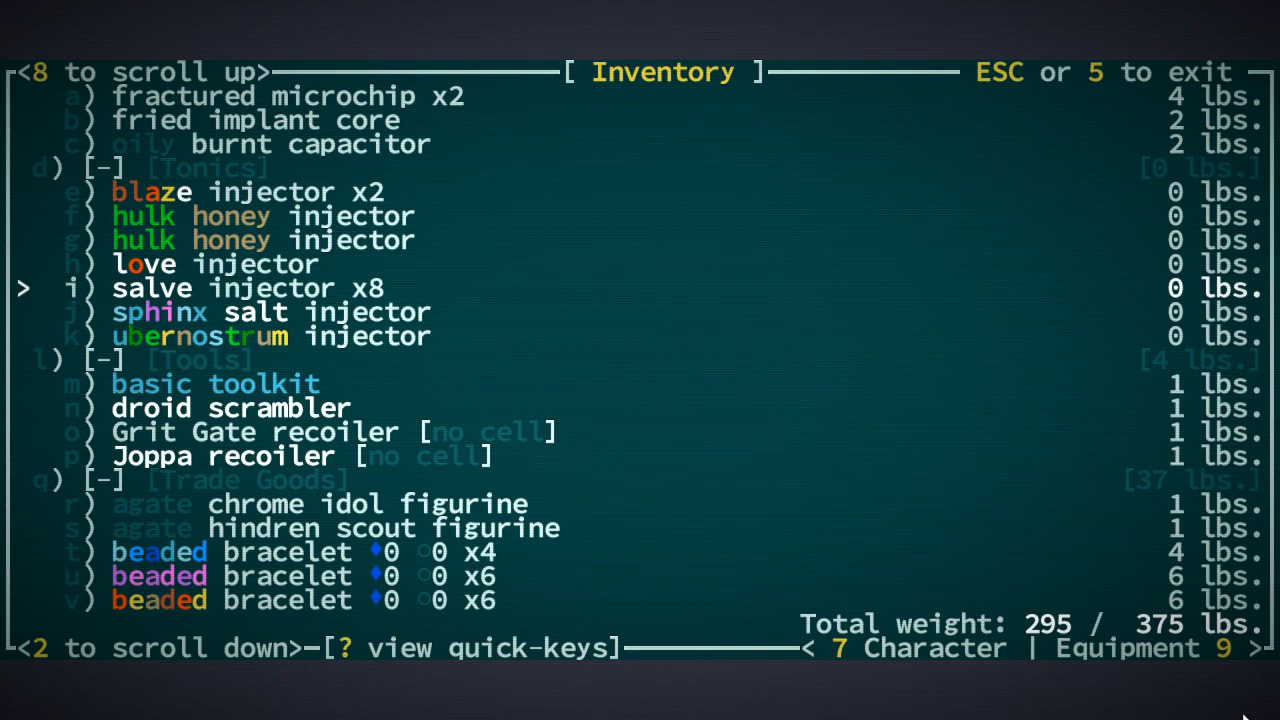 <8 to scroll up> [ Inventory ] ESC or 5 to exit
a) fractured microchip x2 4 lbs.
b) fried implant core 2 lbs.
c) oily burnt capacitor 2 lbs.
d) [-] [Tonics] [0 lbs.]
e) blaze injector x2 0 lbs.
f) hulk honey injector 0 lbs.
g) hulk honey injector 0 lbs.
h) love injector 0 lbs.
> i) salve injector x8 0 lbs.
j) sphinx salt injector 0 lbs.
k) ubernostrum injector 0 lbs.
l) [-] [Tools] [4 lbs.]
m) basic toolkit 1 lbs.
n) droid scrambler 1 lbs.
o) Grit Gate recoiler [no cell] 1 lbs.
p) Joppa recoiler [no cell] 1 lbs.
q) [-] [Trade Goods] [37 lbs.]
r) agate chrome idol figurine 1 lbs.
s) agate hindren scout figurine 1 lbs.
t) beaded bracelet ♦0 ○0 x4 4 lbs.
u) beaded bracelet ♦0 ○0 x6 6 lbs.
v) beaded bracelet ♦0 ○0 x6 6 lbs.
Total weight: 295 / 375 lbs.
<2 to scroll down> [? view quick-keys] < 7 Character | Equipment 9 >